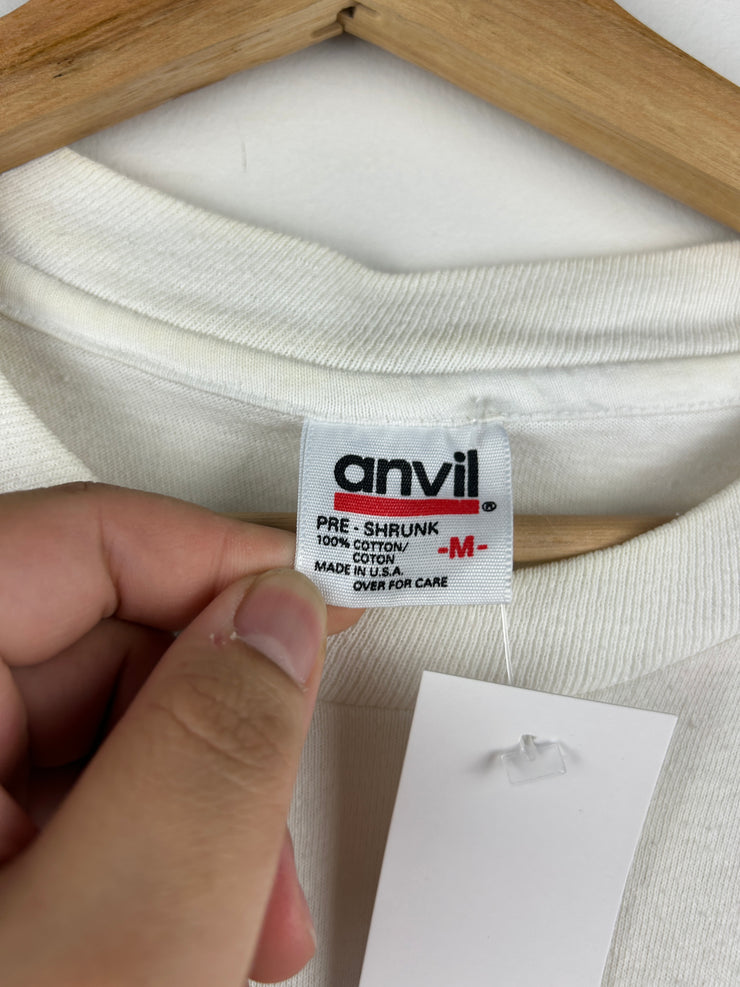 anvil ®
PRE - SHRUNK
100% COTTON/
COTON
-M-
MADE IN U.S.A.
OVER FOR CARE